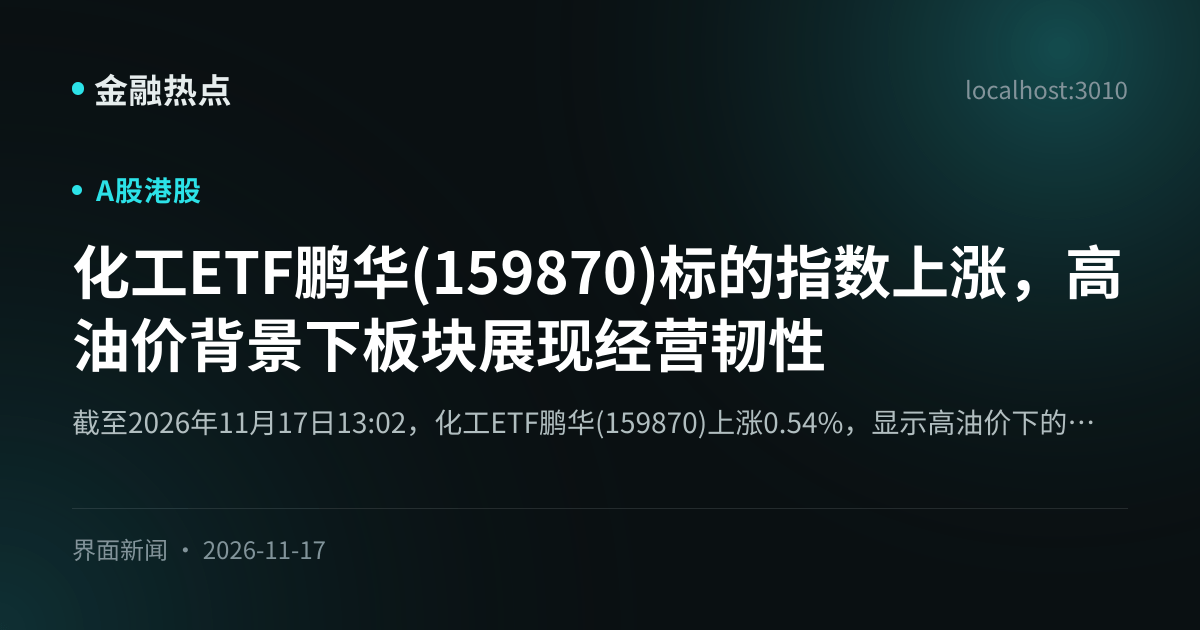 金融热点
localhost:3010
A股港股
化工ETF鹏华(159870)标的指数上涨，高
油价背景下板块展现经营韧性
截至2026年11月17日13:02，化工ETF鹏华(159870)上涨0.54%，显示高油价下的…
界面新闻 · 2026-11-17